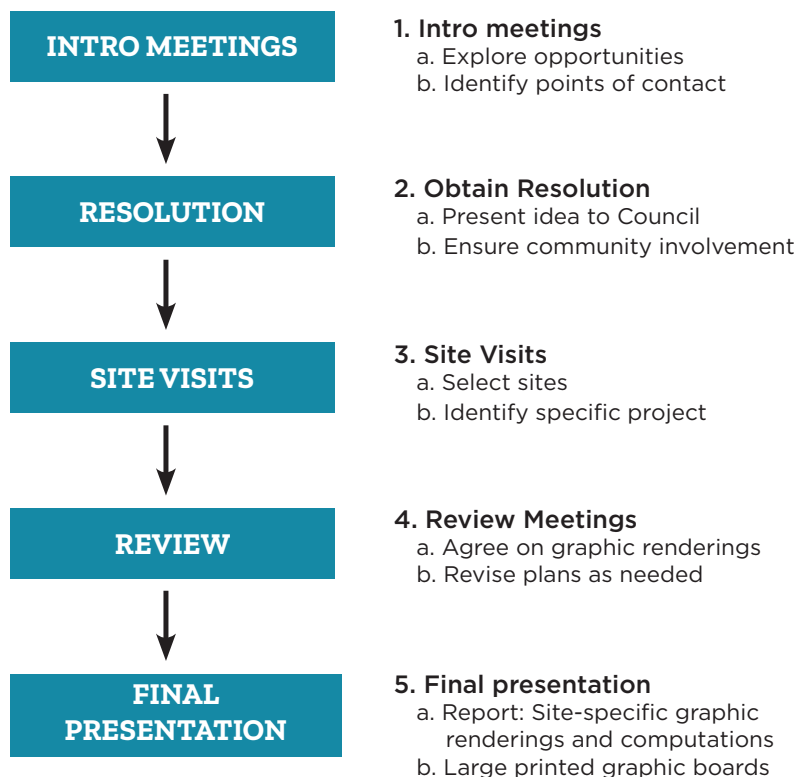 INTRO MEETINGS
1. Intro meetings
a. Explore opportunities
b. Identify points of contact
RESOLUTION
2. Obtain Resolution
a. Present idea to Council
b. Ensure community involvement
SITE VISITS
3. Site Visits
a. Select sites
b. Identify specific project
REVIEW
4. Review Meetings
a. Agree on graphic renderings
b. Revise plans as needed
FINAL
PRESENTATION
5. Final presentation
a. Report: Site-specific graphic
renderings and computations
b. Large printed graphic boards